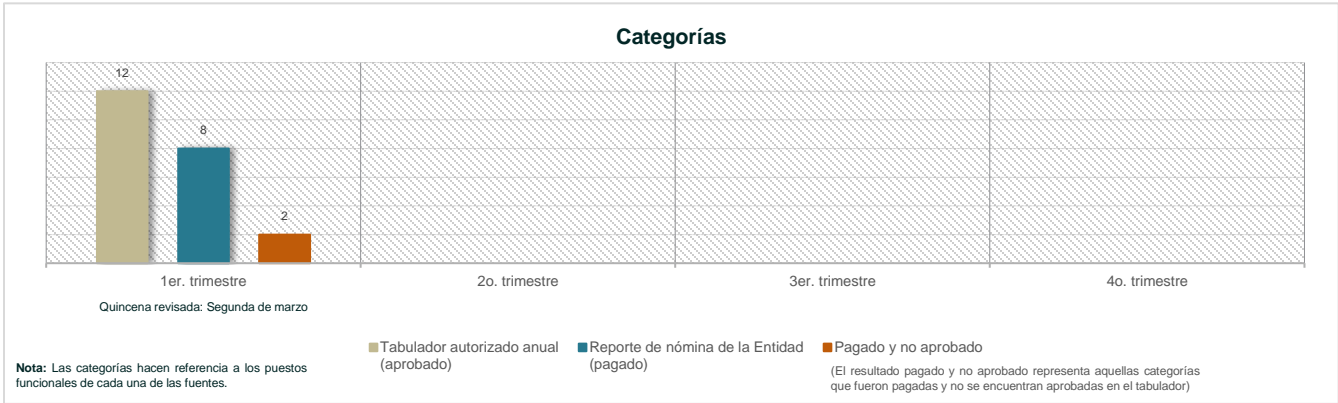 Categorías
12
8
2
1er. trimestre
2o. trimestre
3er. trimestre
4o. trimestre
Quincena revisada: Segunda de marzo
Tabulador autorizado anual
(aprobado)
Reporte de nómina de la Entidad
(pagado)
Pagado y no aprobado
(El resultado pagado y no aprobado representa aquellas categorías
que fueron pagadas y no se encuentran aprobadas en el tabulador)
Nota: Las categorías hacen referencia a los puestos
funcionales de cada una de las fuentes.